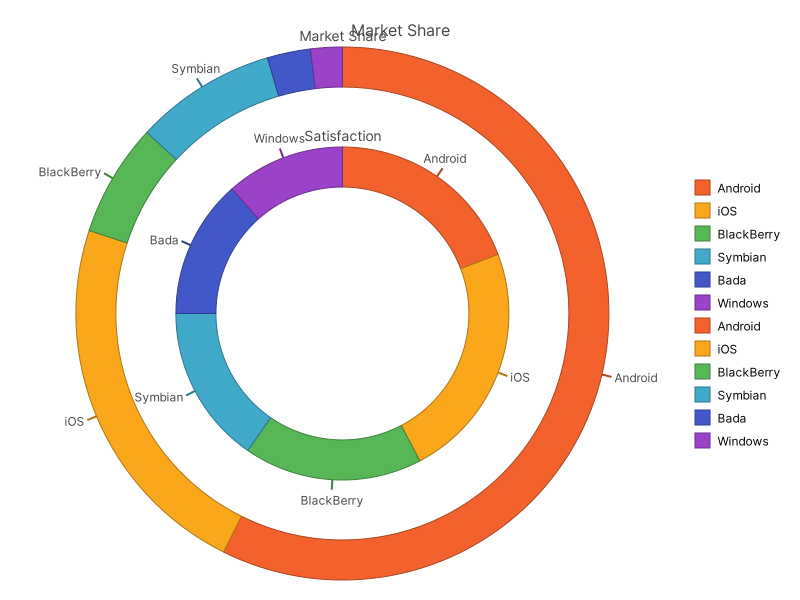 Market Share
Market Share
Symbian
BlackBerry
Windows
Satisfaction
Android
Bada
iOS
Symbian
Android
iOS
BlackBerry
Android
iOS
BlackBerry
Symbian
Bada
Windows
Android
iOS
BlackBerry
Symbian
Bada
Windows